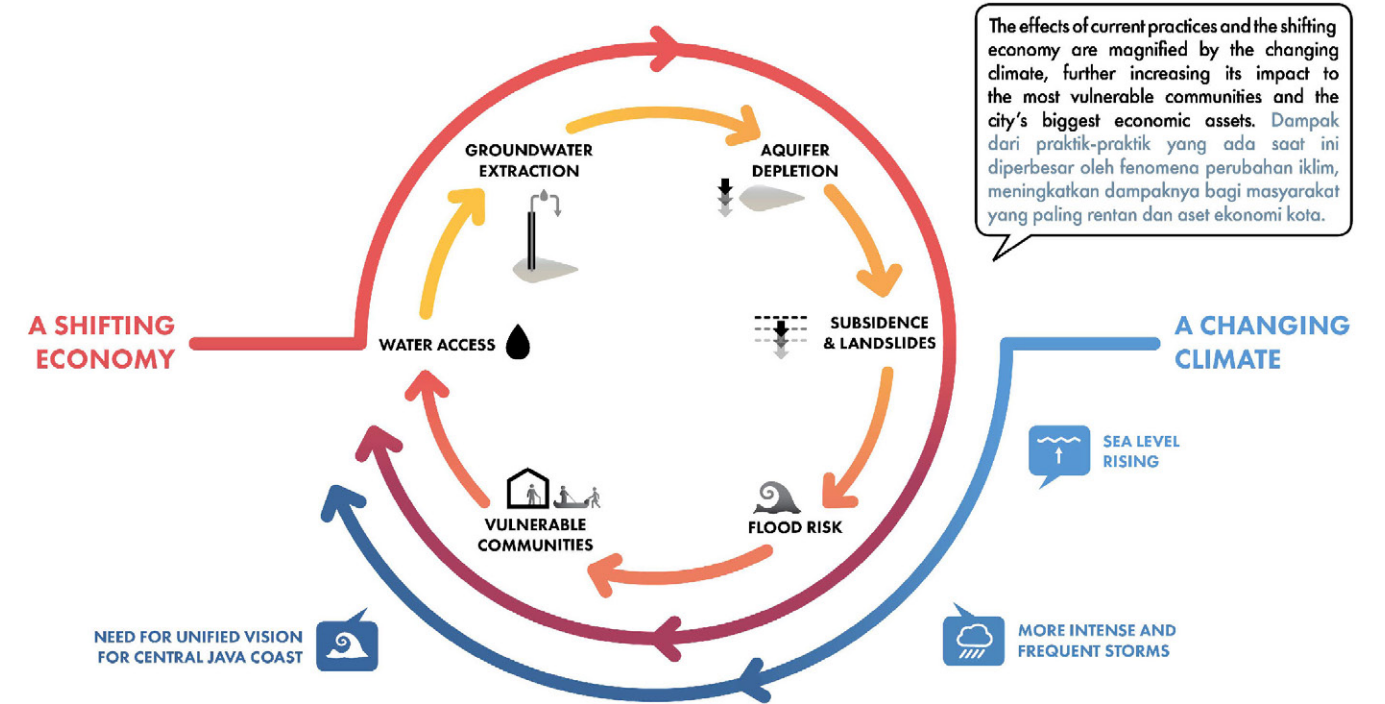 The effects of current practices and the shifting
economy are magnified by the changing
climate, further increasing its impact to
the most vulnerable communities and the
city's biggest economic assets. Dampak
dari praktik-praktik yang ada saat ini
diperbesar oleh fenomena perubahan iklim,
meningkatkan dampaknya bagi masyarakat
yang paling rentan dan aset ekonomi kota.
GROUNDWATER
EXTRACTION
AQUIFER
DEPLETION
A SHIFTING
ECONOMY
WATER ACCESS
SUBSIDENCE
& LANDSLIDES
A CHANGING
CLIMATE
SEA LEVEL
RISING
VULNERABLE
COMMUNITIES
FLOOD RISK
NEED FOR UNIFIED VISION
FOR CENTRAL JAVA COAST
MORE INTENSE AND
FREQUENT STORMS